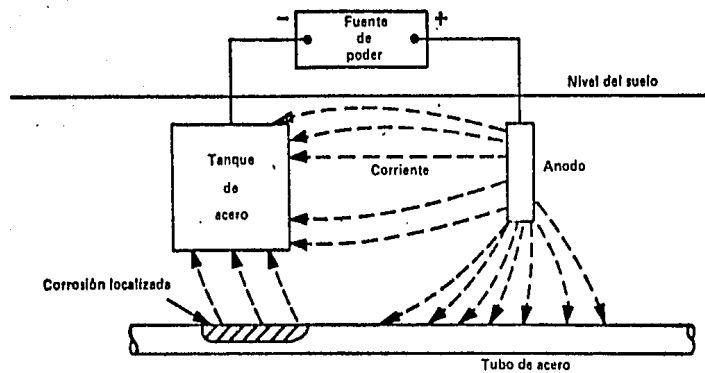 Fuente
de
poder
-
+
Nivel del suelo
Tanque
de
acero
Corriente
Anodo
Corrosión localizada
Tubo de acero